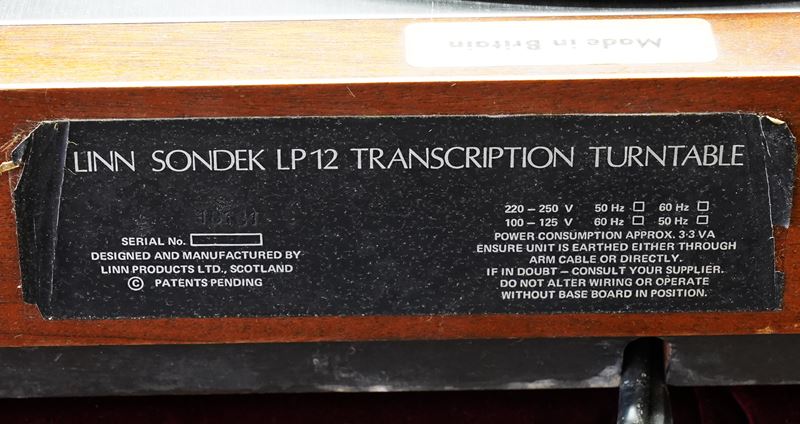 Made in Britain
LINN SONDEK LP12 TRANSCRIPTION TURNTABLE
220 – 250 V 50 Hz □ 60 Hz □
100 – 125 V 60 Hz □ 50 Hz □
POWER CONSUMPTION APPROX. 3·3 VA
ENSURE UNIT IS EARTHED EITHER THROUGH
ARM CABLE OR DIRECTLY.
IF IN DOUBT – CONSULT YOUR SUPPLIER.
DO NOT ALTER WIRING OR OPERATE
WITHOUT BASE BOARD IN POSITION.
SERIAL No.
DESIGNED AND MANUFACTURED BY
LINN PRODUCTS LTD., SCOTLAND
© PATENTS PENDING